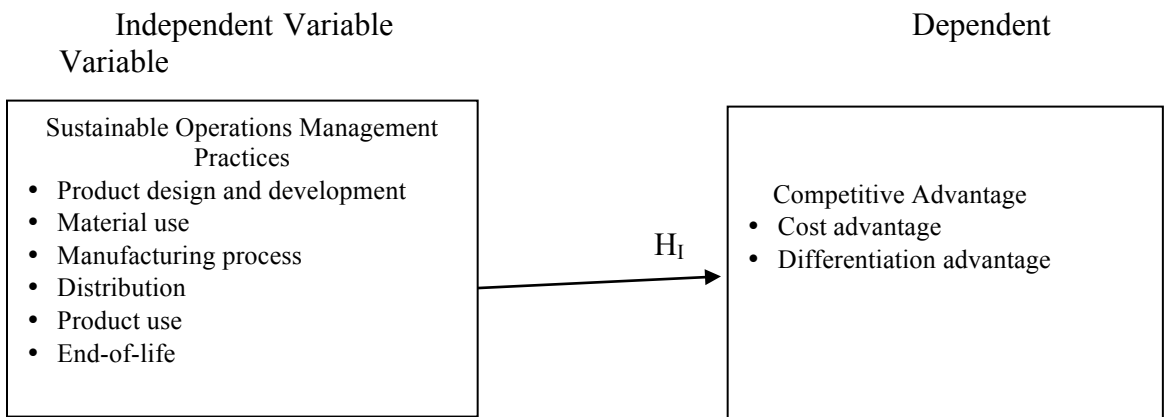 Independent Variable Dependent
Variable
Sustainable Operations Management
Practices
• Product design and development
• Material use
• Manufacturing process
• Distribution
• Product use
• End-of-life
H_I
Competitive Advantage
• Cost advantage
• Differentiation advantage